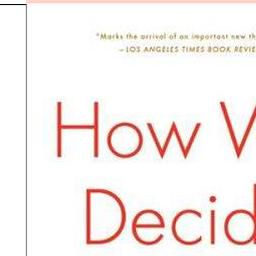 "Marks the arrival of an important new th
– LOS ANGELES TIMES BOOK REVIE
How W
Decid